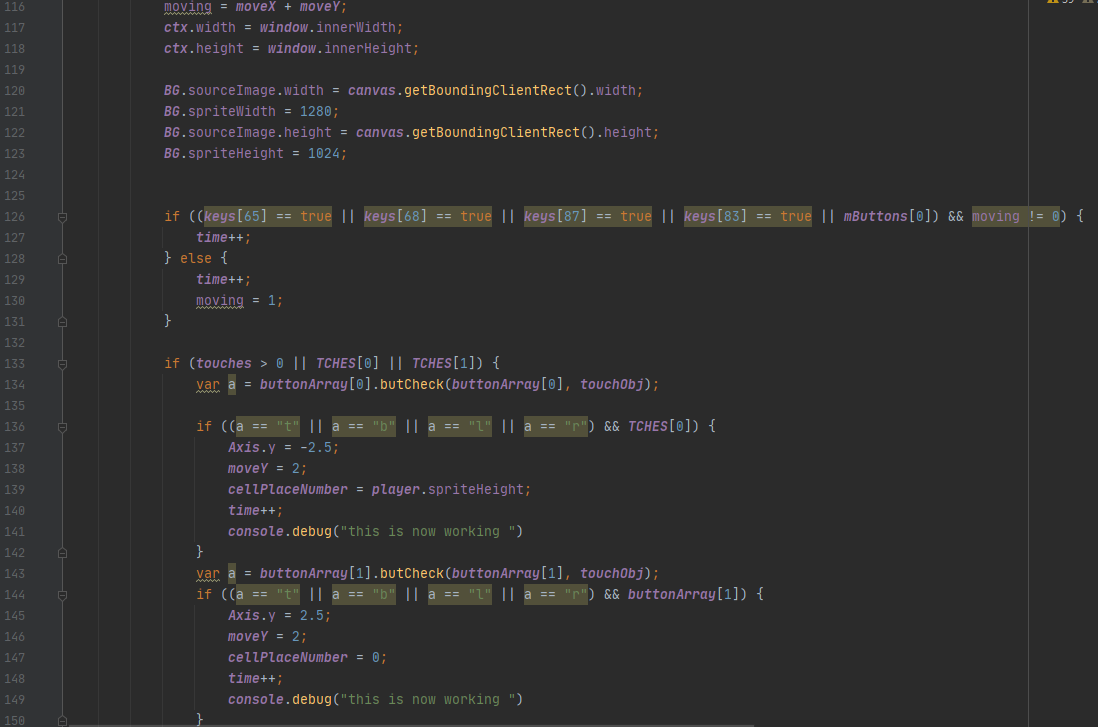 116 moving = moveX + moveY;
117 ctx.width = window.innerWidth;
118 ctx.height = window.innerHeight;
119
120 BG.sourceImage.width = canvas.getBoundingClientRect().width;
121 BG.spriteWidth = 1280;
122 BG.sourceImage.height = canvas.getBoundingClientRect().height;
123 BG.spriteHeight = 1024;
124
125
126 if ((keys[65] == true || keys[68] == true || keys[87] == true || keys[83] == true || mButtons[0]) && moving != 0) {
127 time++;
128 } else {
129 time++;
130 moving = 1;
131 }
132
133 if (touches > 0 || TCHES[0] || TCHES[1]) {
134 var a = buttonArray[0].butCheck(buttonArray[0], touchObj);
135
136 if ((a == "t" || a == "b" || a == "l" || a == "r") && TCHES[0]) {
137 Axis.y = -2.5;
138 moveY = 2;
139 cellPlaceNumber = player.spriteHeight;
140 time++;
141 console.debug("this is now working ")
142 }
143 var a = buttonArray[1].butCheck(buttonArray[1], touchObj);
144 if ((a == "t" || a == "b" || a == "l" || a == "r") && buttonArray[1]) {
145 Axis.y = 2.5;
146 moveY = 2;
147 cellPlaceNumber = 0;
148 time++;
149 console.debug("this is now working ")
150 }